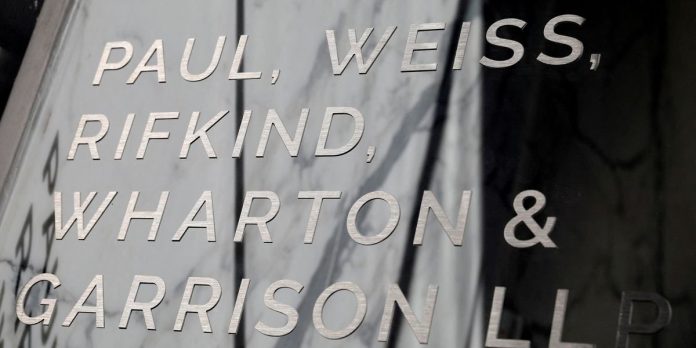 PAUL, WEISS,
RIFKIND,
WHARTON &
GARRISON LLP